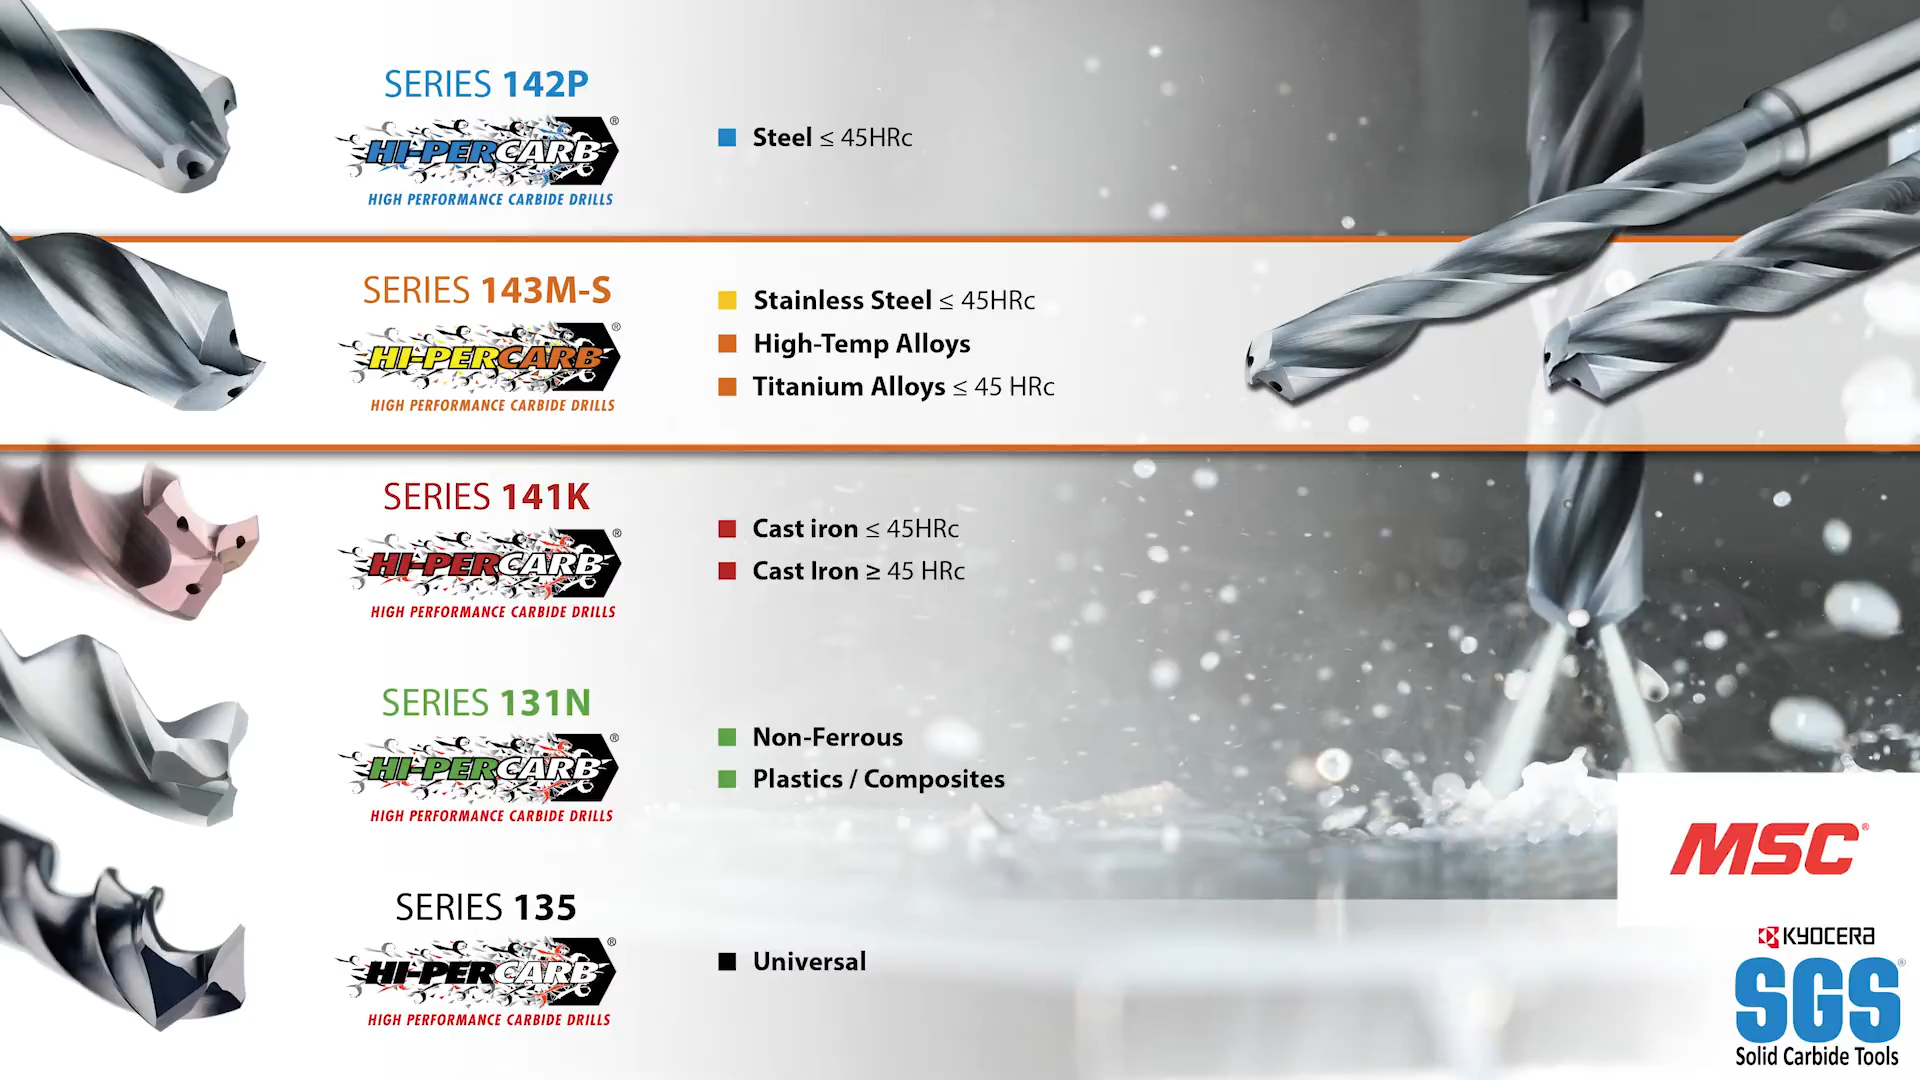 SERIES 142P
HI-PERCARB®
HIGH PERFORMANCE CARBIDE DRILLS
Steel ≤ 45HRc
SERIES 143M-S
HI-PERCARB®
HIGH PERFORMANCE CARBIDE DRILLS
Stainless Steel ≤ 45HRc
High-Temp Alloys
Titanium Alloys ≤ 45 HRc
SERIES 141K
HI-PERCARB®
HIGH PERFORMANCE CARBIDE DRILLS
Cast iron ≤ 45HRc
Cast Iron ≥ 45 HRc
SERIES 131N
HI-PERCARB®
HIGH PERFORMANCE CARBIDE DRILLS
Non-Ferrous
Plastics / Composites
SERIES 135
HI-PERCARB®
HIGH PERFORMANCE CARBIDE DRILLS
Universal
MSC®
KYOCERA
SGS®
Solid Carbide Tools